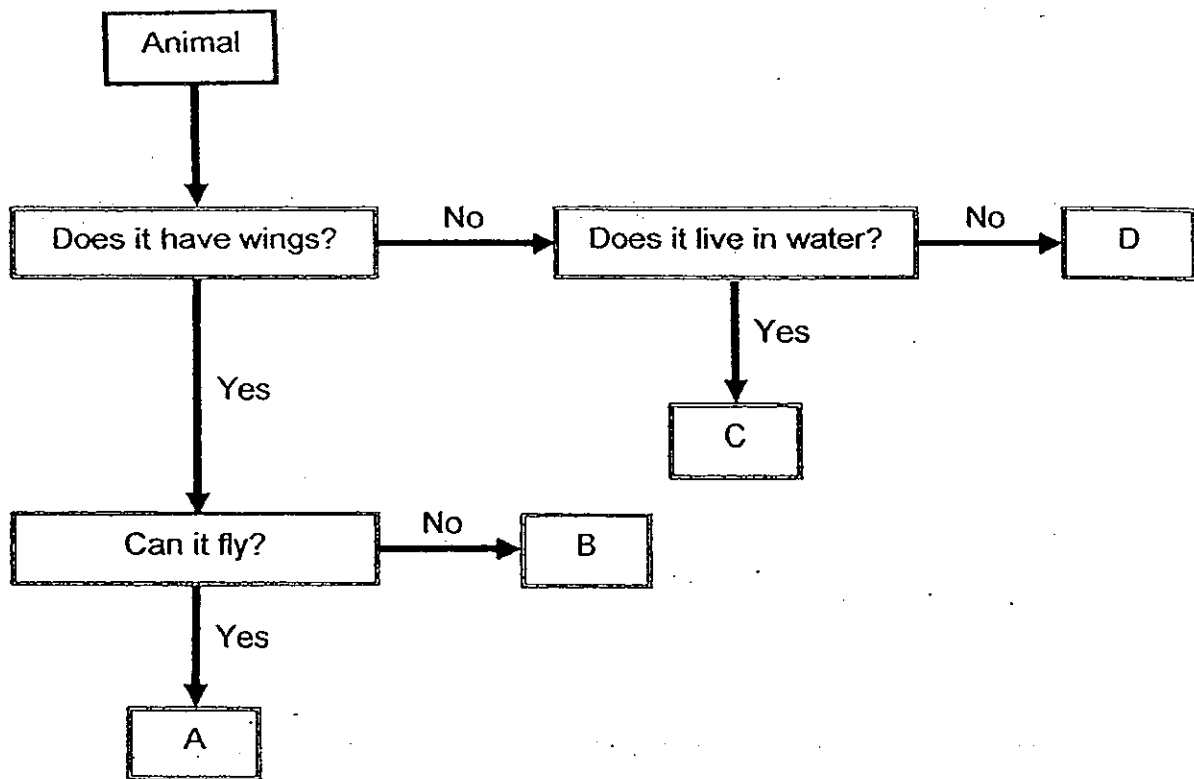 Animal
Does it have wings?
No
Does it live in water?
No
D
Yes
Yes
C
Can it fly?
No
B
Yes
A